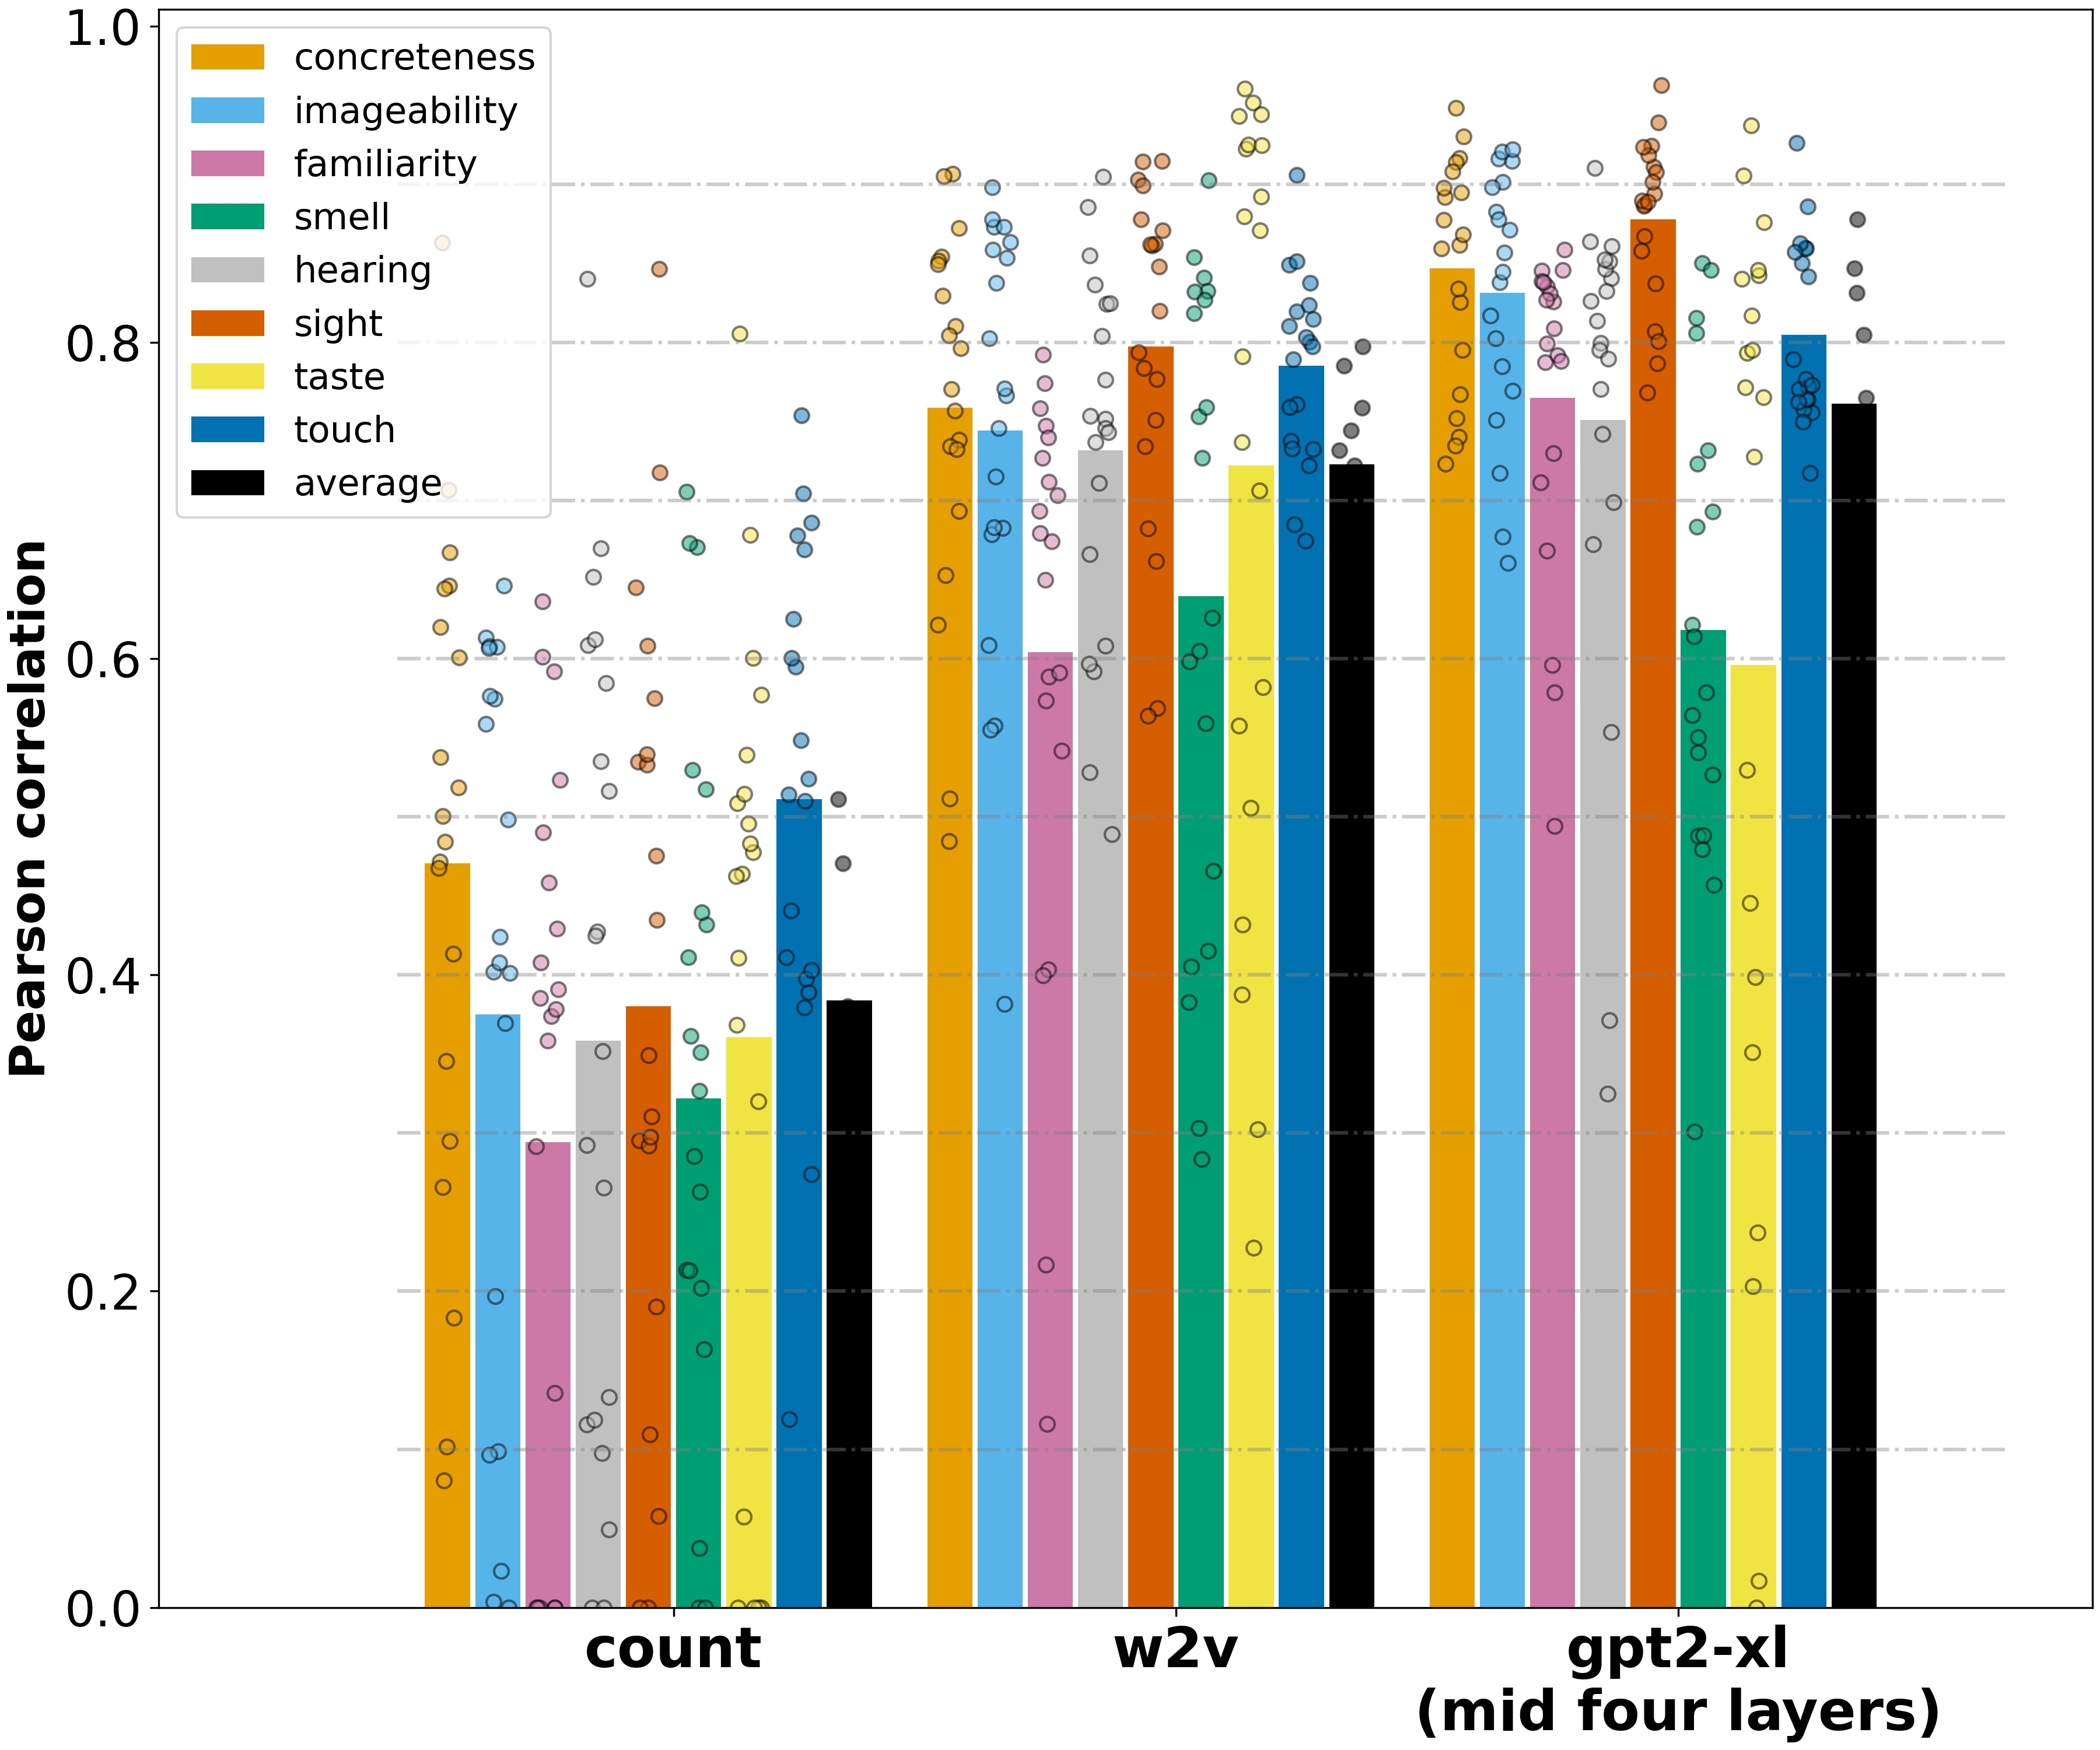 1.0
0.8
0.6
0.4
0.2
0.0
Pearson correlation
concreteness
imageability
familiarity
smell
hearing
sight
taste
touch
average
count
w2v
gpt2-xl
(mid four layers)